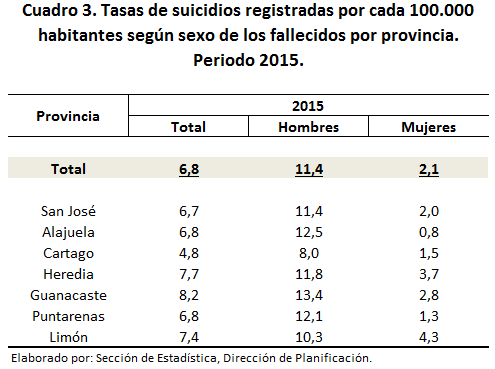 Cuadro 3. Tasas de suicidios registradas por cada 100.000
habitantes según sexo de los fallecidos por provincia.
Periodo 2015.
Provincia
2015
Total Hombres Mujeres
Total 6,8 11,4 2,1
San José 6,7 11,4 2,0
Alajuela 6,8 12,5 0,8
Cartago 4,8 8,0 1,5
Heredia 7,7 11,8 3,7
Guanacaste 8,2 13,4 2,8
Puntarenas 6,8 12,1 1,3
Limón 7,4 10,3 4,3
Elaborado por: Sección de Estadística, Dirección de Planificación.